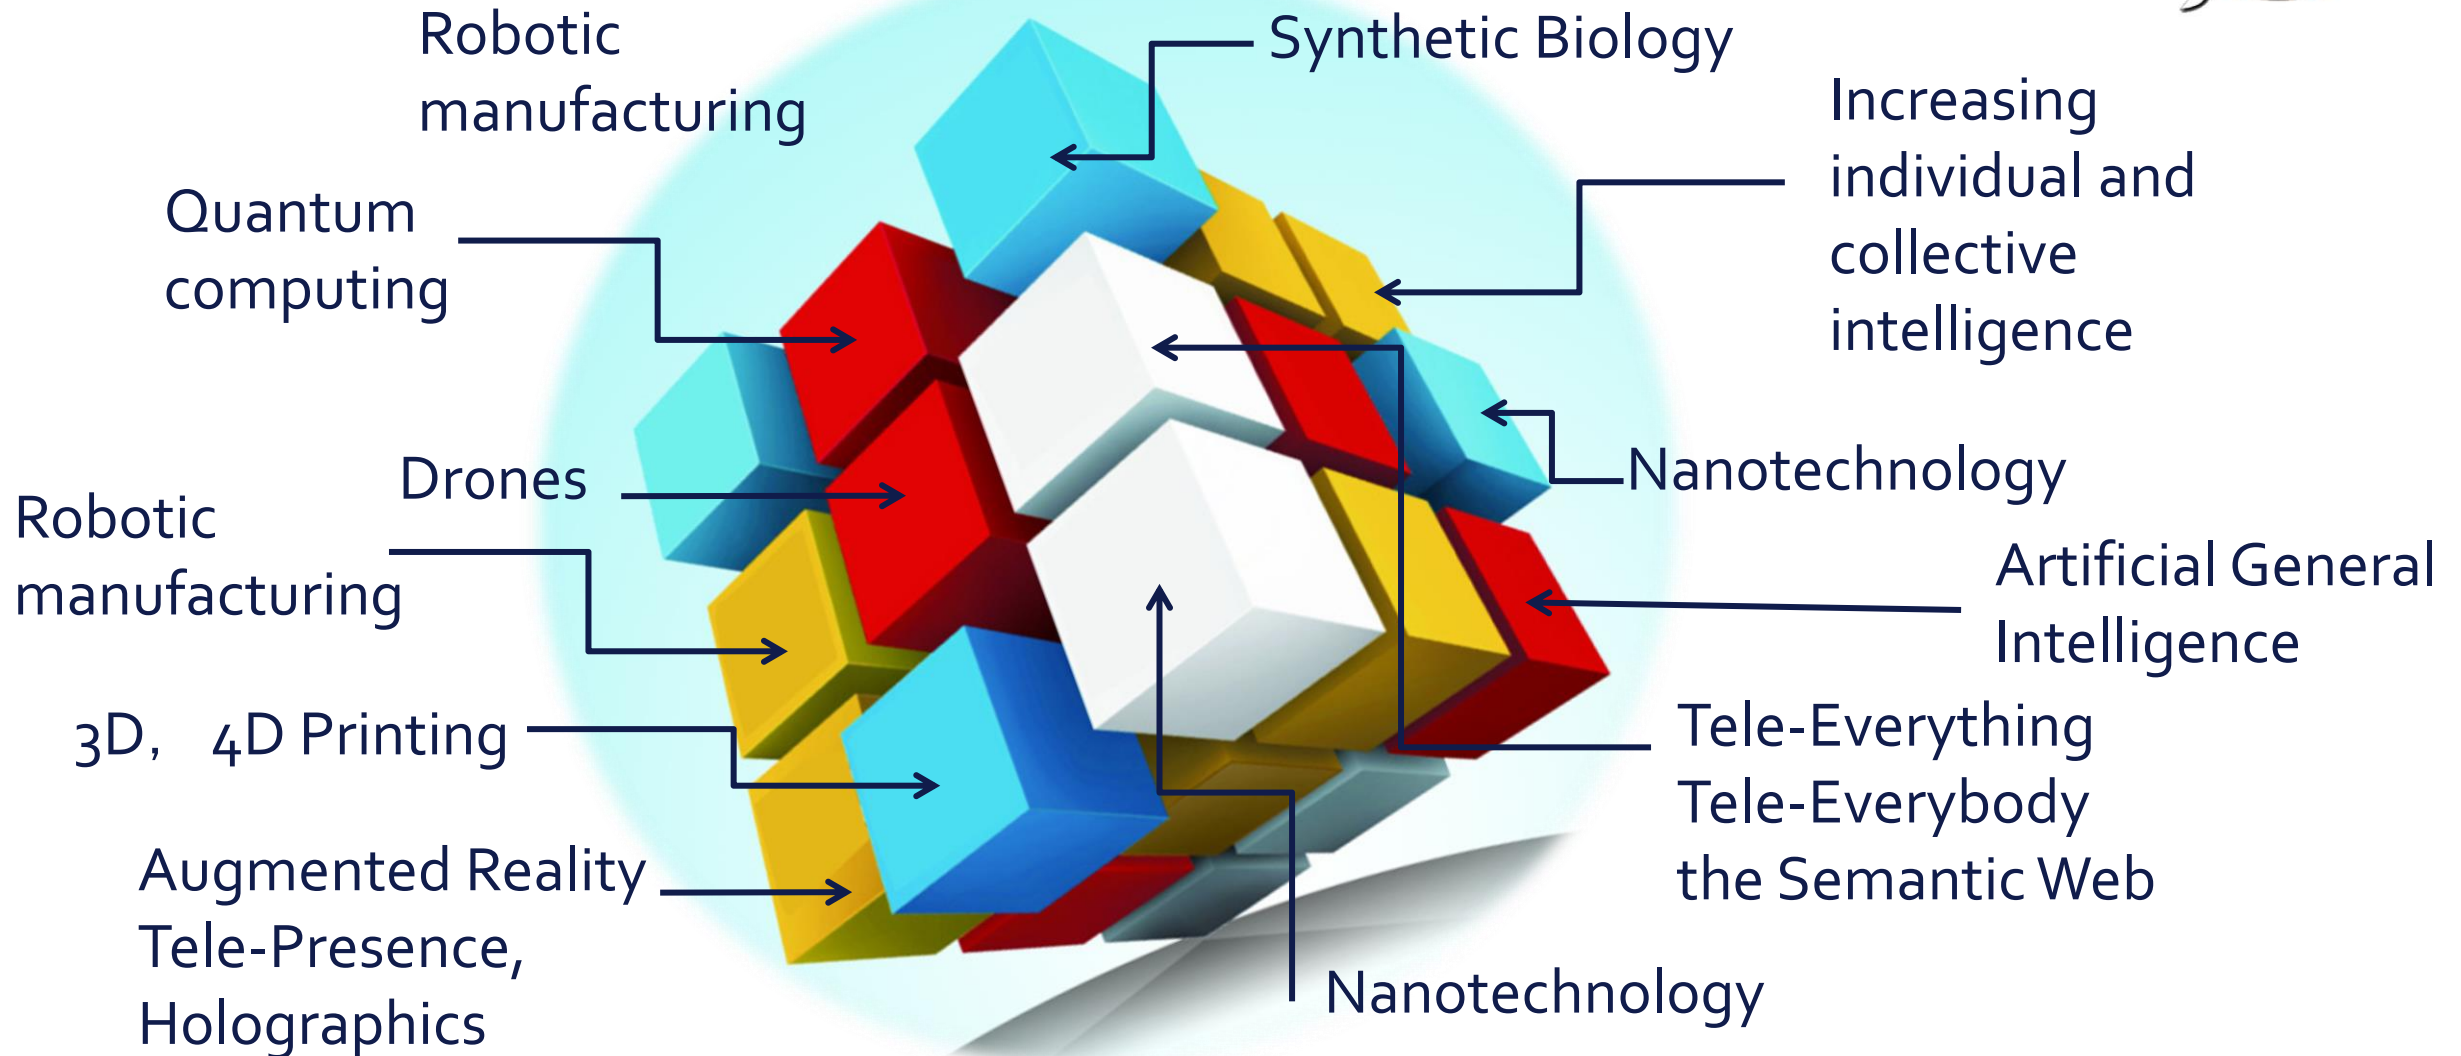 Robotic
manufacturing
Synthetic Biology
Increasing
individual and
collective
intelligence
Quantum
computing
Drones
Nanotechnology
Robotic
manufacturing
Artificial General
Intelligence
3D, 4D Printing
Tele-Everything
Tele-Everybody
the Semantic Web
Augmented Reality
Tele-Presence,
Holographics
Nanotechnology